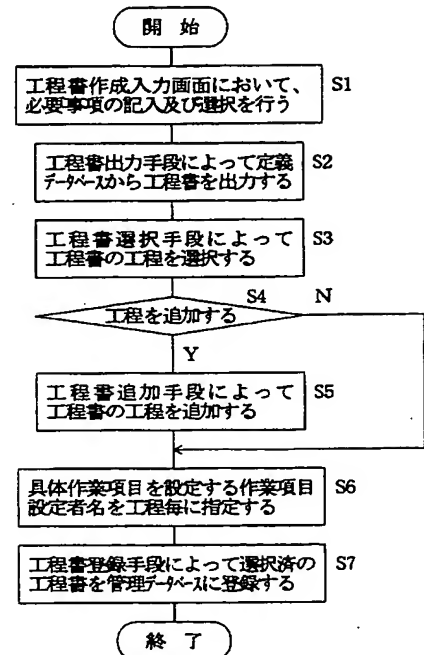 開 始
工程書作成入力画面において、
必要事項の記入及び選択を行う
S1
工程書出力手段によって定義
データベースから工程書を出力する
S2
工程書選択手段によって
工程書の工程を選択する
S3
S4
N
工程を追加する
Y
工程書追加手段によって
工程書の工程を追加する
S5
具体作業項目を設定する作業項目
設定者名を工程毎に指定する
S6
工程書登録手段によって選択済の
工程書を管理データベースに登録する
S7
終 了